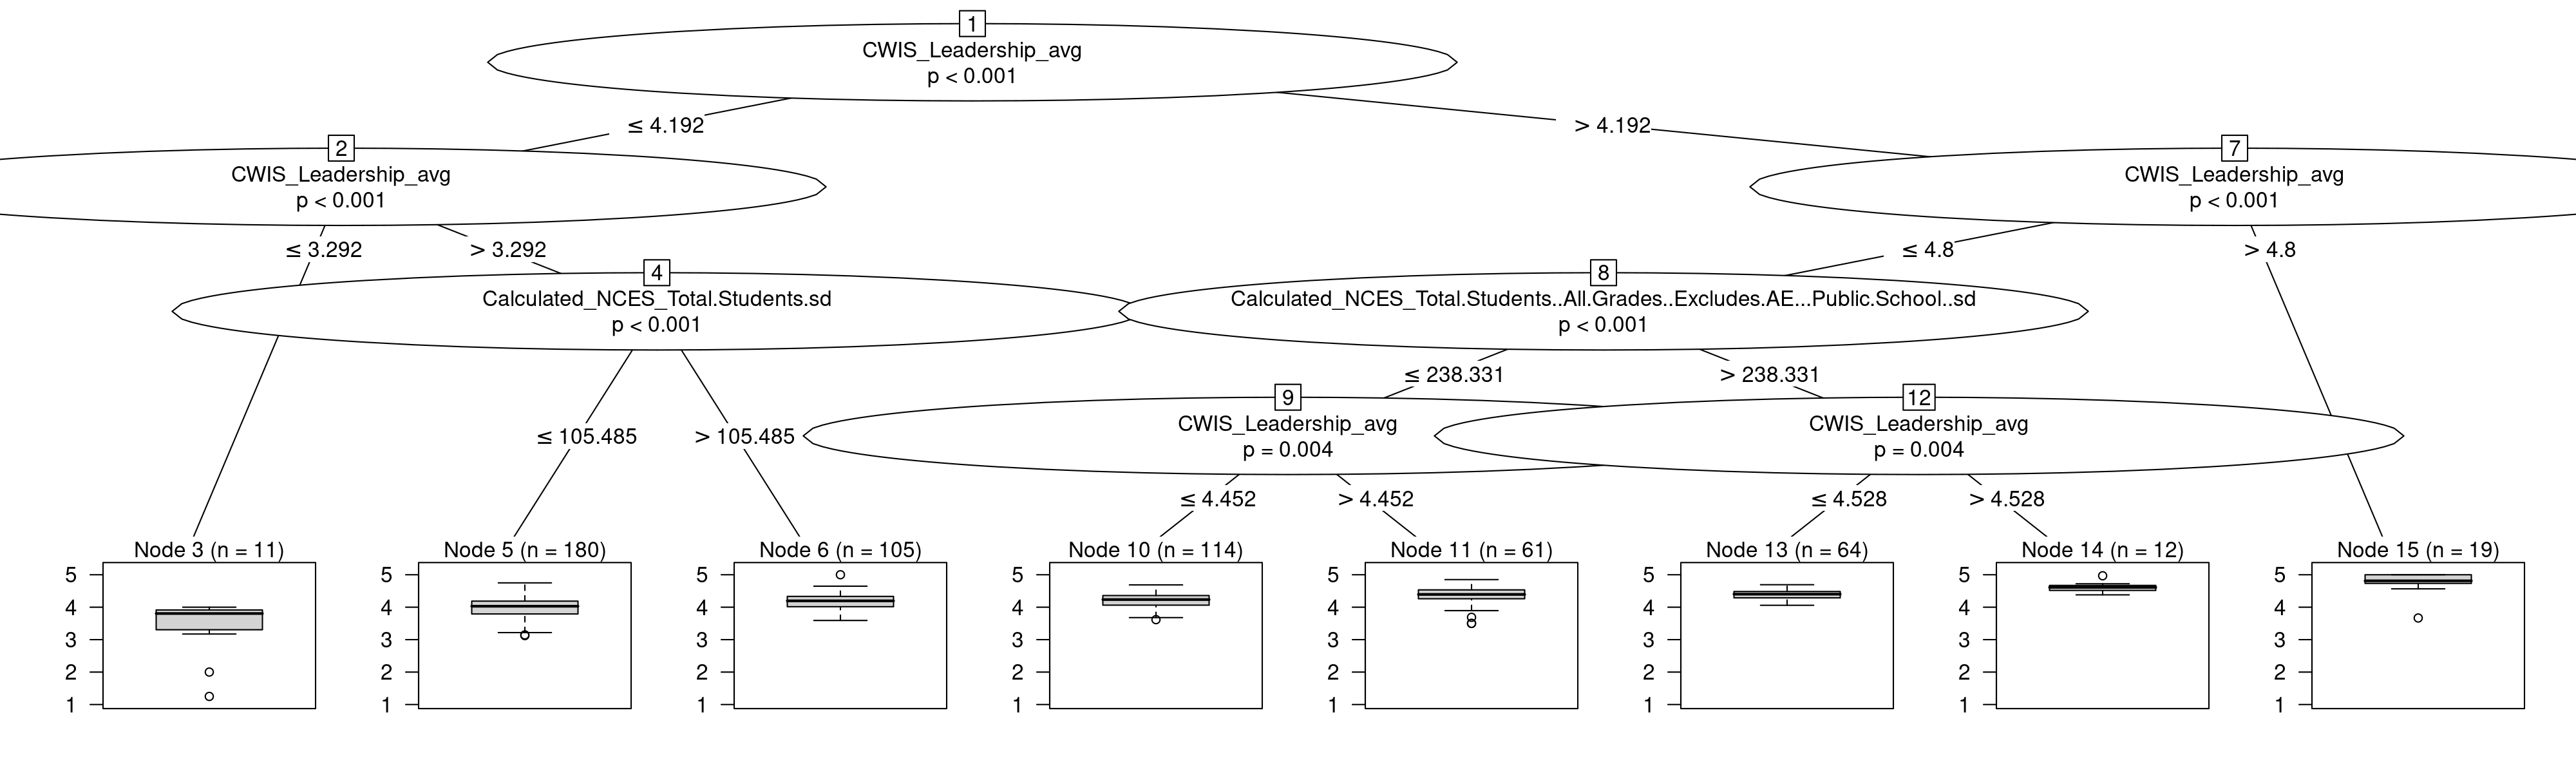 1
CWIS_Leadership_avg
p < 0.001
≤ 4.192
> 4.192
2
CWIS_Leadership_avg
p < 0.001
7
CWIS_Leadership_avg
p < 0.001
≤ 3.292
> 3.292
≤ 4.8
> 4.8
4
Calculated_NCES_Total.Students.sd
p < 0.001
8
Calculated_NCES_Total.Students..All.Grades..Excludes.AE...Public.School..sd
p < 0.001
≤ 238.331
> 238.331
≤ 105.485
> 105.485
9
CWIS_Leadership_avg
p = 0.004
12
CWIS_Leadership_avg
p = 0.004
≤ 4.452
> 4.452
≤ 4.528
> 4.528
Node 3 (n = 11)
5
4
3
2
1
Node 5 (n = 180)
5
4
3
2
1
Node 6 (n = 105)
5
4
3
2
1
Node 10 (n = 114)
5
4
3
2
1
Node 11 (n = 61)
5
4
3
2
1
Node 13 (n = 64)
5
4
3
2
1
Node 14 (n = 12)
5
4
3
2
1
Node 15 (n = 19)
5
4
3
2
1